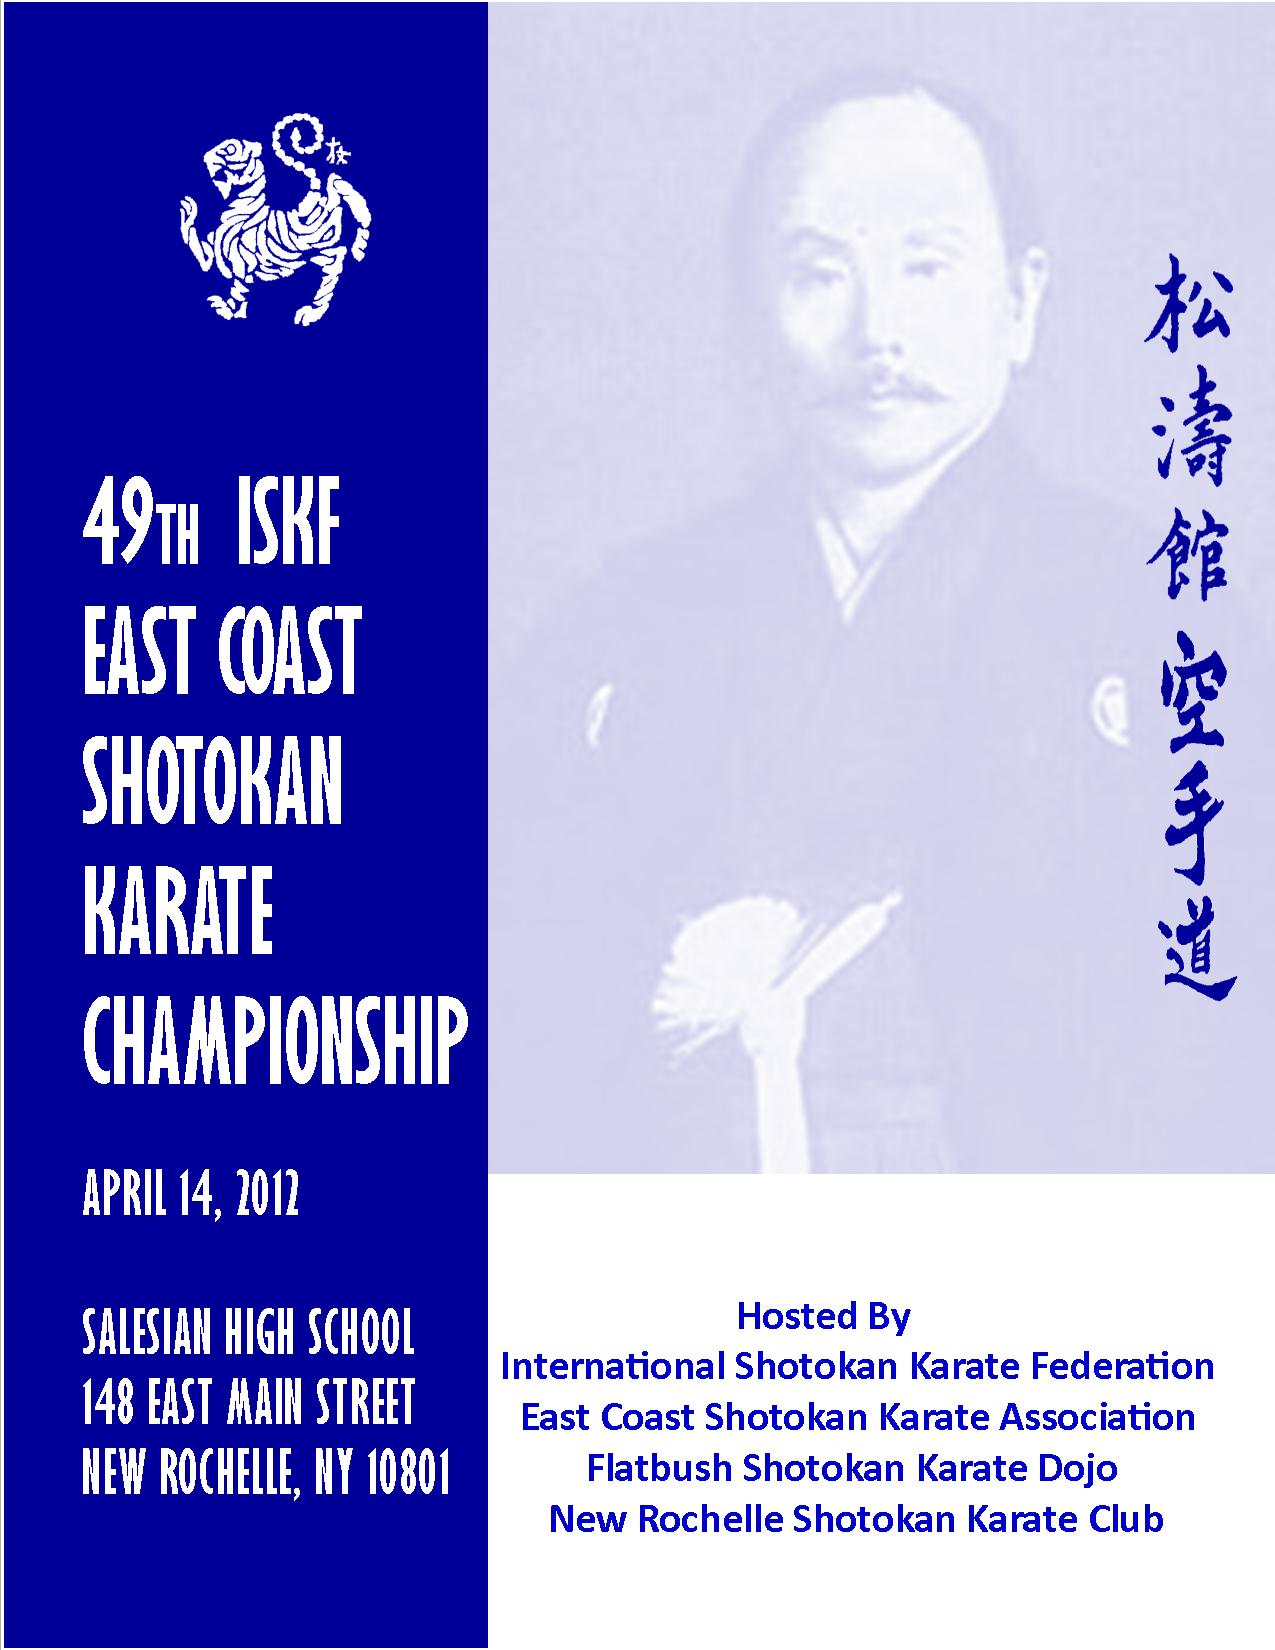 49TH ISKF
EAST COAST
SHOTOKAN
KARATE
CHAMPIONSHIP
APRIL 14, 2012
SALESIAN HIGH SCHOOL
148 EAST MAIN STREET
NEW ROCHELLE, NY 10801
松濤館空手道
Hosted By
International Shotokan Karate Federation
East Coast Shotokan Karate Association
Flatbush Shotokan Karate Dojo
New Rochelle Shotokan Karate Club